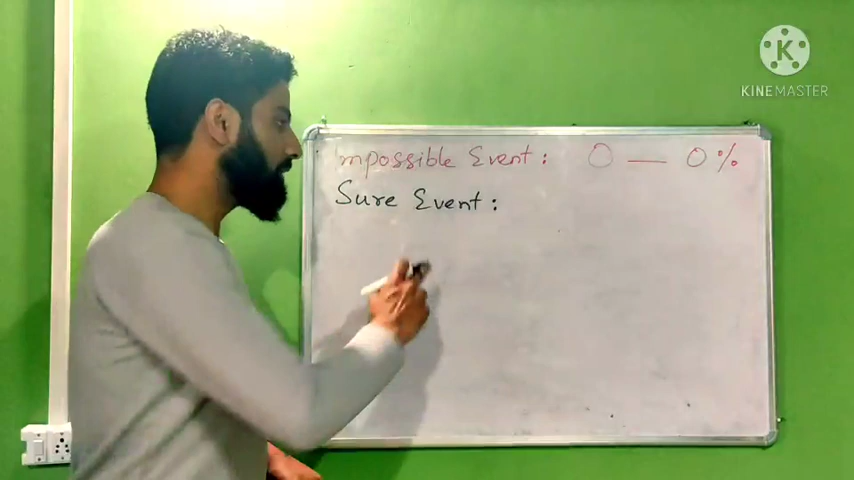 K
KINEMASTER
Impossible Event: 0 — 0%
Sure Event: